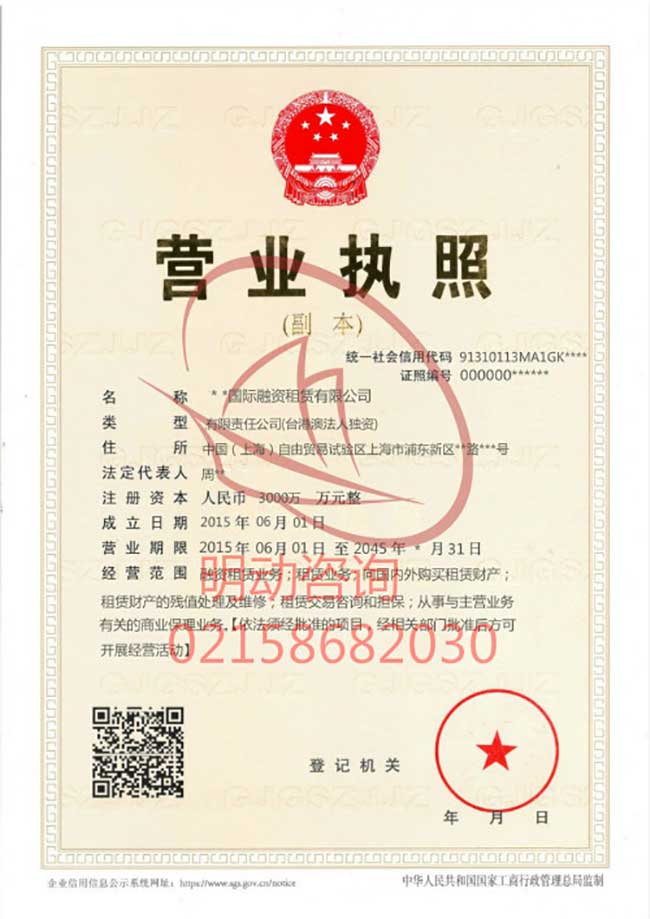 营业执照
(副 本)
统一社会信用代码 91310113MA1GK****
证照编号 000000******
名 称 **国际融资租赁有限公司
类 型 有限责任公司(台港澳法人独资)
住 所 中国（上海）自由贸易试验区上海市浦东新区**路***号
法定代表人 周**
注册资本 人民币 3000万 万元整
成立日期 2015年06月01日
营业期限 2015年06月01日 至 2045年 * 月31日
经营范围 融资租赁业务；租赁业务；向国内外购买租赁财产；
租赁财产的残值处理及维修；租赁交易咨询和担保；从事与主营业务
有关的商业保理业务。【依法须经批准的项目，经相关部门批准后方可
开展经营活动】
明动咨询
02158682030
登记机关
年 月 日
企业信用信息公示系统网址：https://www.sgs.gov.cn/notice
中华人民共和国国家工商行政管理总局监制